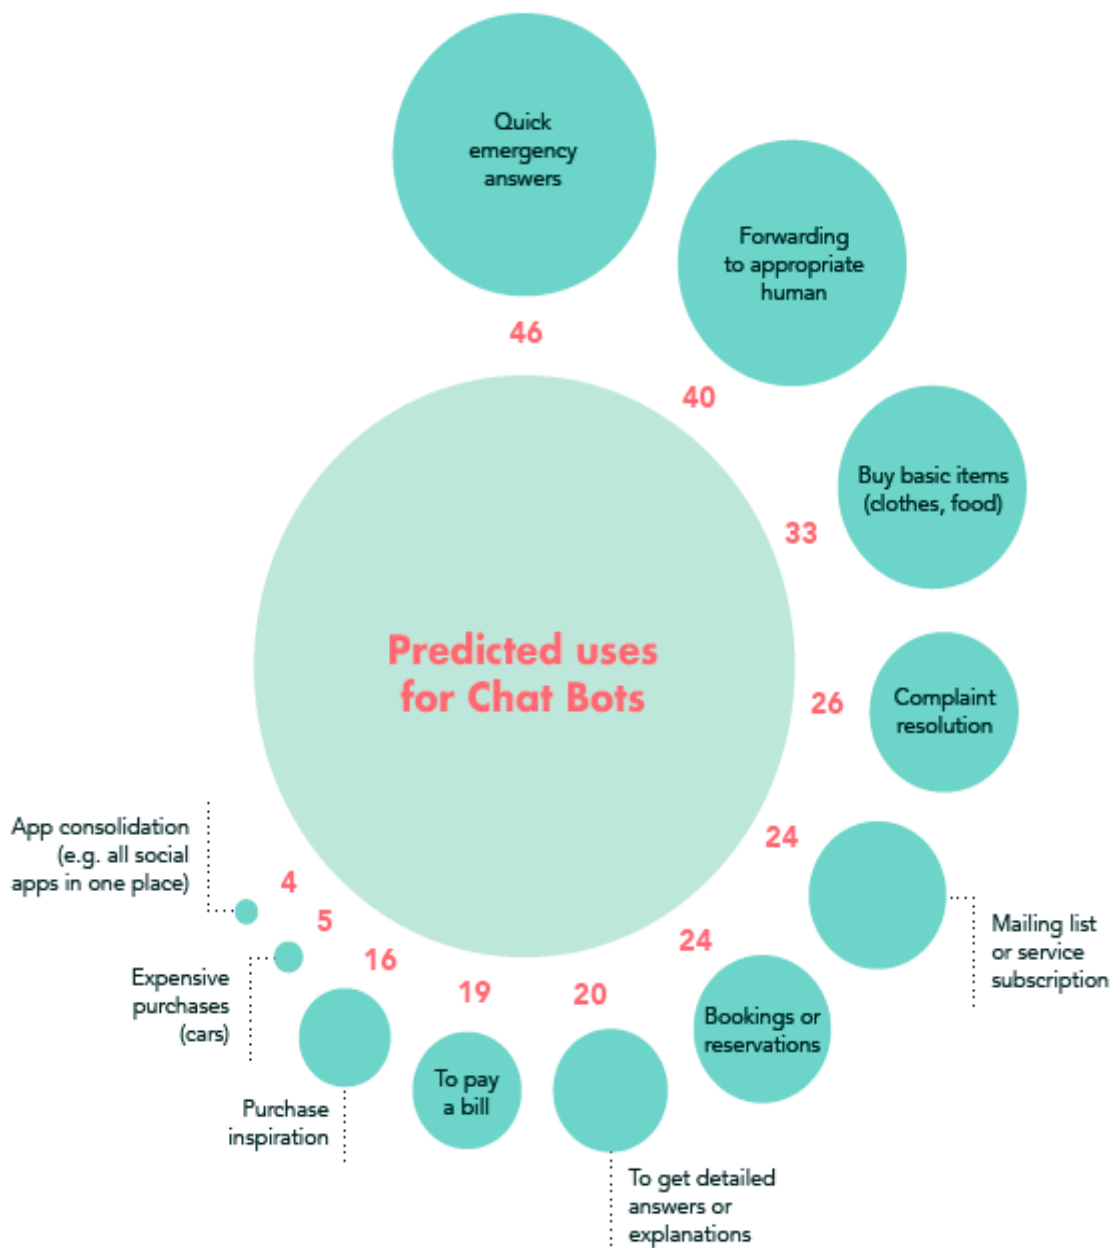 Quick
emergency
answers
46
Forwarding
to appropriate
human
40
Buy basic items
(clothes, food)
33
Predicted uses
for Chat Bots
Complaint
resolution
26
24
Mailing list
or service
subscription
24
Bookings or
reservations
20
To get detailed
answers or
explanations
19
To pay
a bill
16
Purchase
inspiration
5
Expensive
purchases
(cars)
4
App consolidation
(e.g. all social
apps in one place)